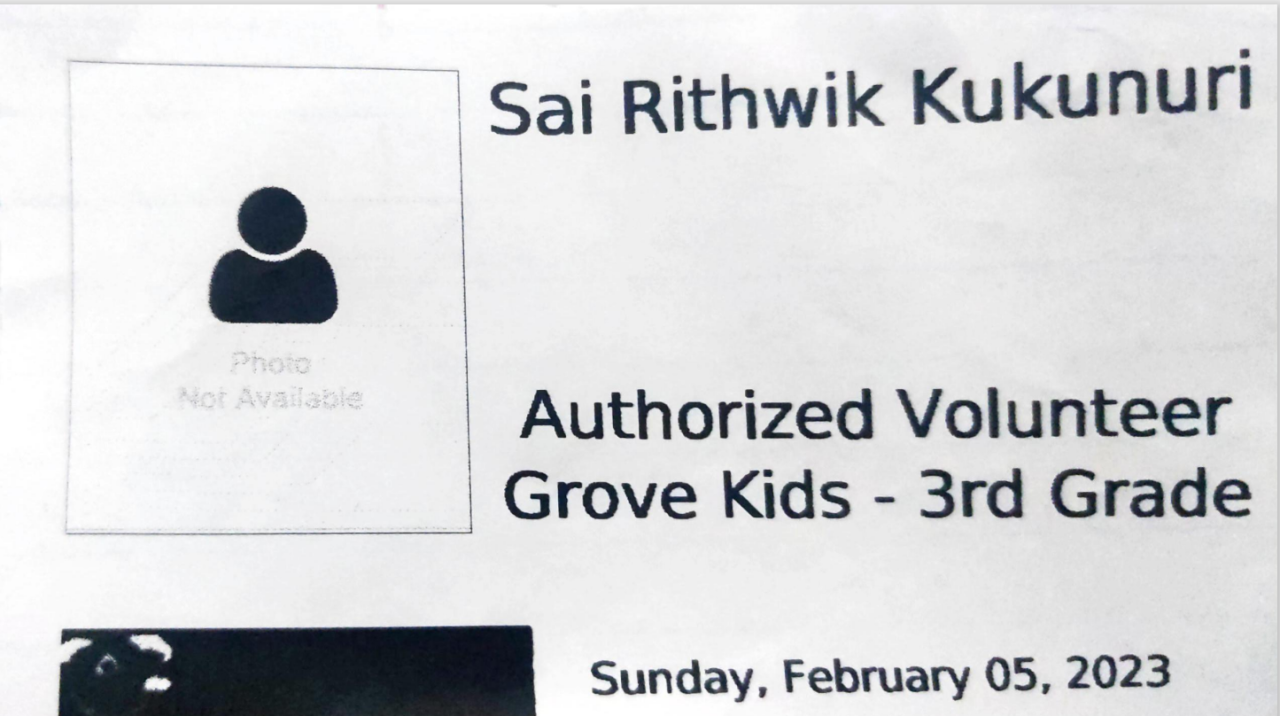 Sai Rithwik Kukunuri
Photo
Not Available
Authorized Volunteer
Grove Kids - 3rd Grade
Sunday, February 05, 2023